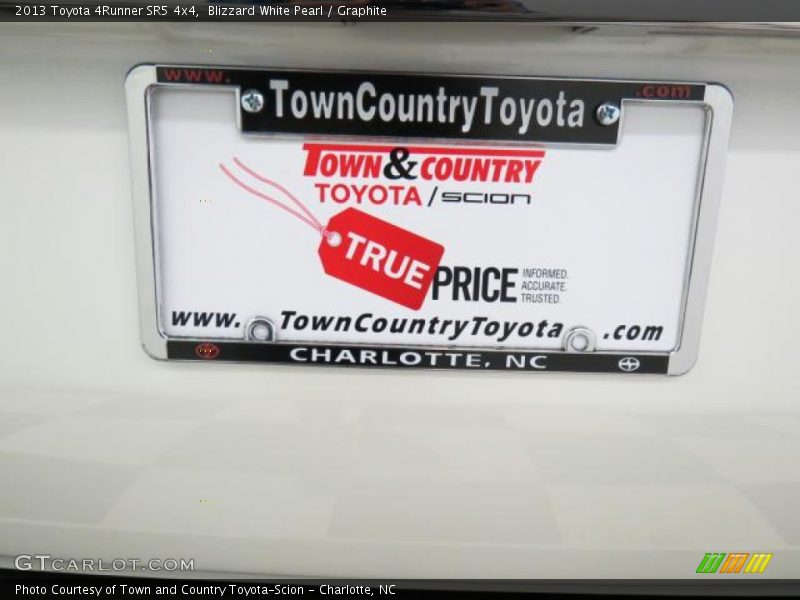 2013 Toyota 4Runner SR5 4x4, Blizzard White Pearl / Graphite
www. .com
TownCountryToyota
TOWN & COUNTRY
TOYOTA / SCION
TRUE PRICE
INFORMED.
ACCURATE.
TRUSTED.
www. TownCountryToyota .com
CHARLOTTE, NC
GTCARLOT.COM
Photo Courtesy of Town and Country Toyota-Scion - Charlotte, NC